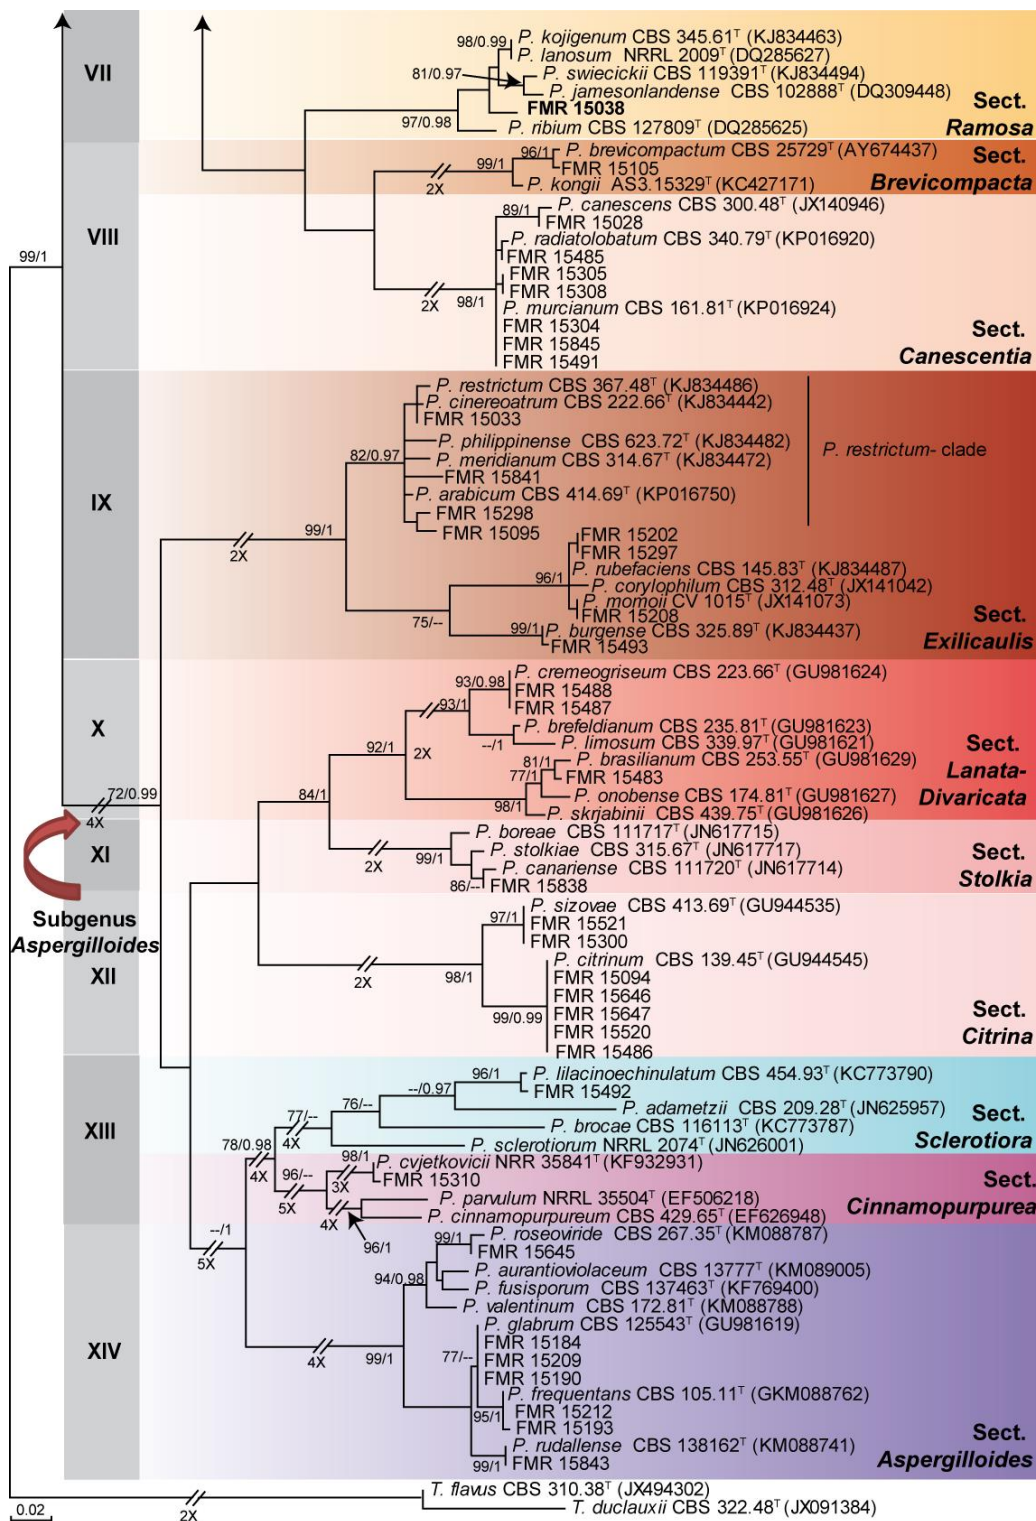 VII
98/0.99
P. kojigenum CBS 345.61ᵀ (KJ834463)
P. lanosum NRRL 2009ᵀ (DQ285627)
81/0.97
P. swiecickii CBS 119391ᵀ (KJ834494)
P. jamesonlandense CBS 102888ᵀ (DQ309448)
FMR 15038
97/0.98
P. ribium CBS 127809ᵀ (DQ285625)
Sect.
Ramosa
VIII
96/1
P. brevicompactum CBS 25729ᵀ (AY674437)
99/1
FMR 15105
2X
P. kongii AS3.15329ᵀ (KC427171)
Sect.
Brevicompacta
89/1
P. canescens CBS 300.48ᵀ (JX140946)
FMR 15028
P. radiatolobatum CBS 340.79ᵀ (KP016920)
99/1
FMR 15485
FMR 15305
FMR 15308
2X
98/1
P. murcianum CBS 161.81ᵀ (KP016924)
FMR 15304
FMR 15845
FMR 15491
Sect.
Canescentia
IX
P. restrictum CBS 367.48ᵀ (KJ834486)
P. cinereoatrum CBS 222.66ᵀ (KJ834442)
FMR 15033
P. philippinense CBS 623.72ᵀ (KJ834482)
P. restrictum- clade
82/0.97
P. meridianum CBS 314.67ᵀ (KJ834472)
FMR 15841
P. arabicum CBS 414.69ᵀ (KP016750)
FMR 15298
99/1
FMR 15095
2X
FMR 15202
FMR 15297
P. rubefaciens CBS 145.83ᵀ (KJ834487)
96/1
P. corylophilum CBS 312.48ᵀ (JX141042)
P. momoii CV 1015ᵀ (JX141073)
FMR 15208
75/--
99/1
P. burgense CBS 325.89ᵀ (KJ834437)
FMR 15493
Sect.
Exilicaulis
X
93/0.98
P. cremeogriseum CBS 223.66ᵀ (GU981624)
FMR 15488
93/1
FMR 15487
P. brefeldianum CBS 235.81ᵀ (GU981623)
--/1
P. limosum CBS 339.97ᵀ (GU981621)
92/1
2X
81/1
P. brasilianum CBS 253.55ᵀ (GU981629)
77/1
FMR 15483
P. onobense CBS 174.81ᵀ (GU981627)
98/1
P. skrjabinii CBS 439.75ᵀ (GU981626)
Sect.
Lanata-
Divaricata
72/0.99
4X
84/1
XI
P. boreae CBS 111717ᵀ (JN617715)
P. stolkiae CBS 315.67ᵀ (JN617717)
2X
99/1
P. canariense CBS 111720ᵀ (JN617714)
86/--
FMR 15838
Sect.
Stolkia
Subgenus
Aspergilloides
XII
P. sizovae CBS 413.69ᵀ (GU944535)
97/1
FMR 15521
FMR 15300
P. citrinum CBS 139.45ᵀ (GU944545)
2X
98/1
FMR 15094
FMR 15646
FMR 15647
99/0.99
FMR 15520
FMR 15486
Sect.
Citrina
XIII
96/1
P. lilacinoechinulatum CBS 454.93ᵀ (KC773790)
--/0.97
FMR 15492
76/--
P. adametzii CBS 209.28ᵀ (JN625957)
77/--
4X
P. brocae CBS 116113ᵀ (KC773787)
P. sclerotiorum NRRL 2074ᵀ (JN626001)
Sect.
Sclerotiora
78/0.98
4X
98/1
P. cvjetkovicii NRR 35841ᵀ (KF932931)
96/--
3X
FMR 15310
5X
P. parvulum NRRL 35504ᵀ (EF506218)
4X
P. cinnamopurpureum CBS 429.65ᵀ (EF626948)
96/1
Sect.
Cinnamopurpurea
--/1
5X
XIV
99/1
P. roseoviride CBS 267.35ᵀ (KM088787)
FMR 15645
94/0.98
P. aurantioviolaceum CBS 13777ᵀ (KM089005)
P. fusisporum CBS 137463ᵀ (KF769400)
P. valentinum CBS 172.81ᵀ (KM088788)
P. glabrum CBS 125543ᵀ (GU981619)
4X
99/1
FMR 15184
77/--
FMR 15209
FMR 15190
P. frequentans CBS 105.11ᵀ (GKM088762)
95/1
FMR 15212
FMR 15193
P. rudallense CBS 138162ᵀ (KM088741)
99/1
FMR 15843
Sect.
Aspergilloides
T. flavus CBS 310.38ᵀ (JX494302)
2X
T. duclauxii CBS 322.48ᵀ (JX091384)
0.02